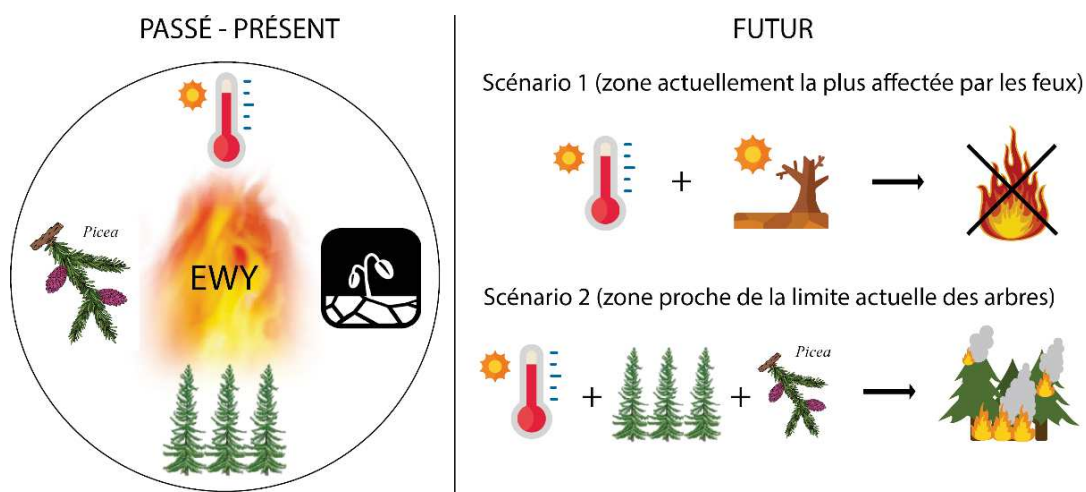 PASSÉ - PRÉSENT
Picea
EWY
FUTUR
Scénario 1 (zone actuellement la plus affectée par les feux)
+
Scénario 2 (zone proche de la limite actuelle des arbres)
Picea
+ +